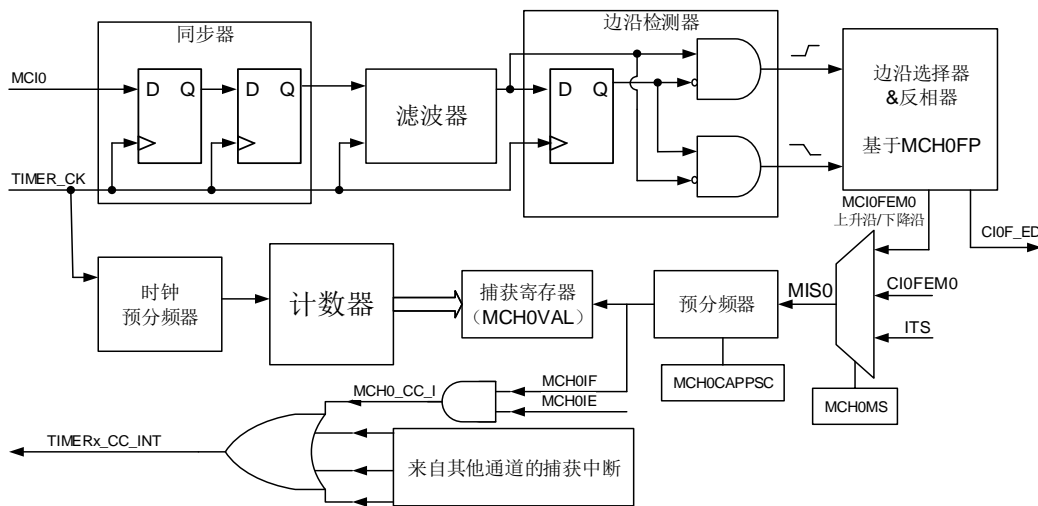 同步器
边沿检测器
MCI0
D Q
D Q
滤波器
D Q
边沿选择器
&反相器
基于MCH0FP
TIMER_CK
MCI0FEM0
上升沿/下降沿
CI0F_ED
时钟
预分频器
计数器
捕获寄存器
（MCH0VAL）
预分频器
MIS0
CI0FEM0
ITS
MCH0CAPPSC
MCH0MS
MCH0_CC_I
MCH0IF
MCH0IE
TIMERx_CC_INT
来自其他通道的捕获中断